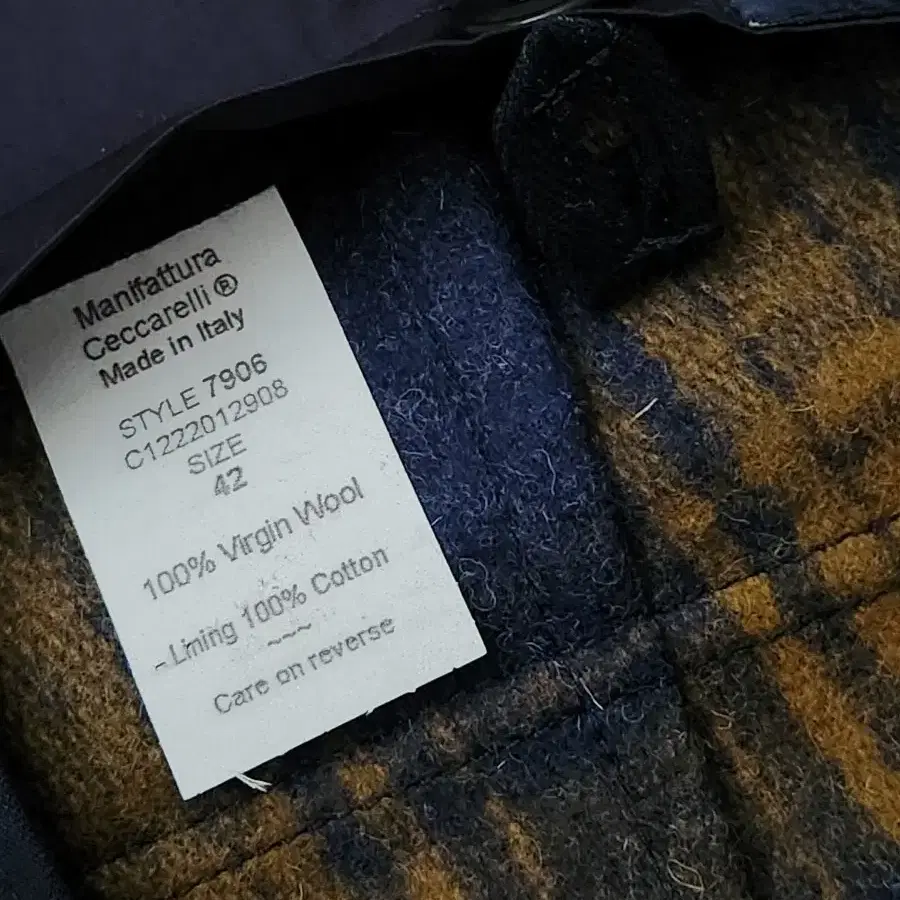 Manifattura
Ceccarelli ®
Made in Italy
STYLE 7906
C1222012908
SIZE
42
100% Virgin Wool
- Lining 100% Cotton
~~~
Care on reverse